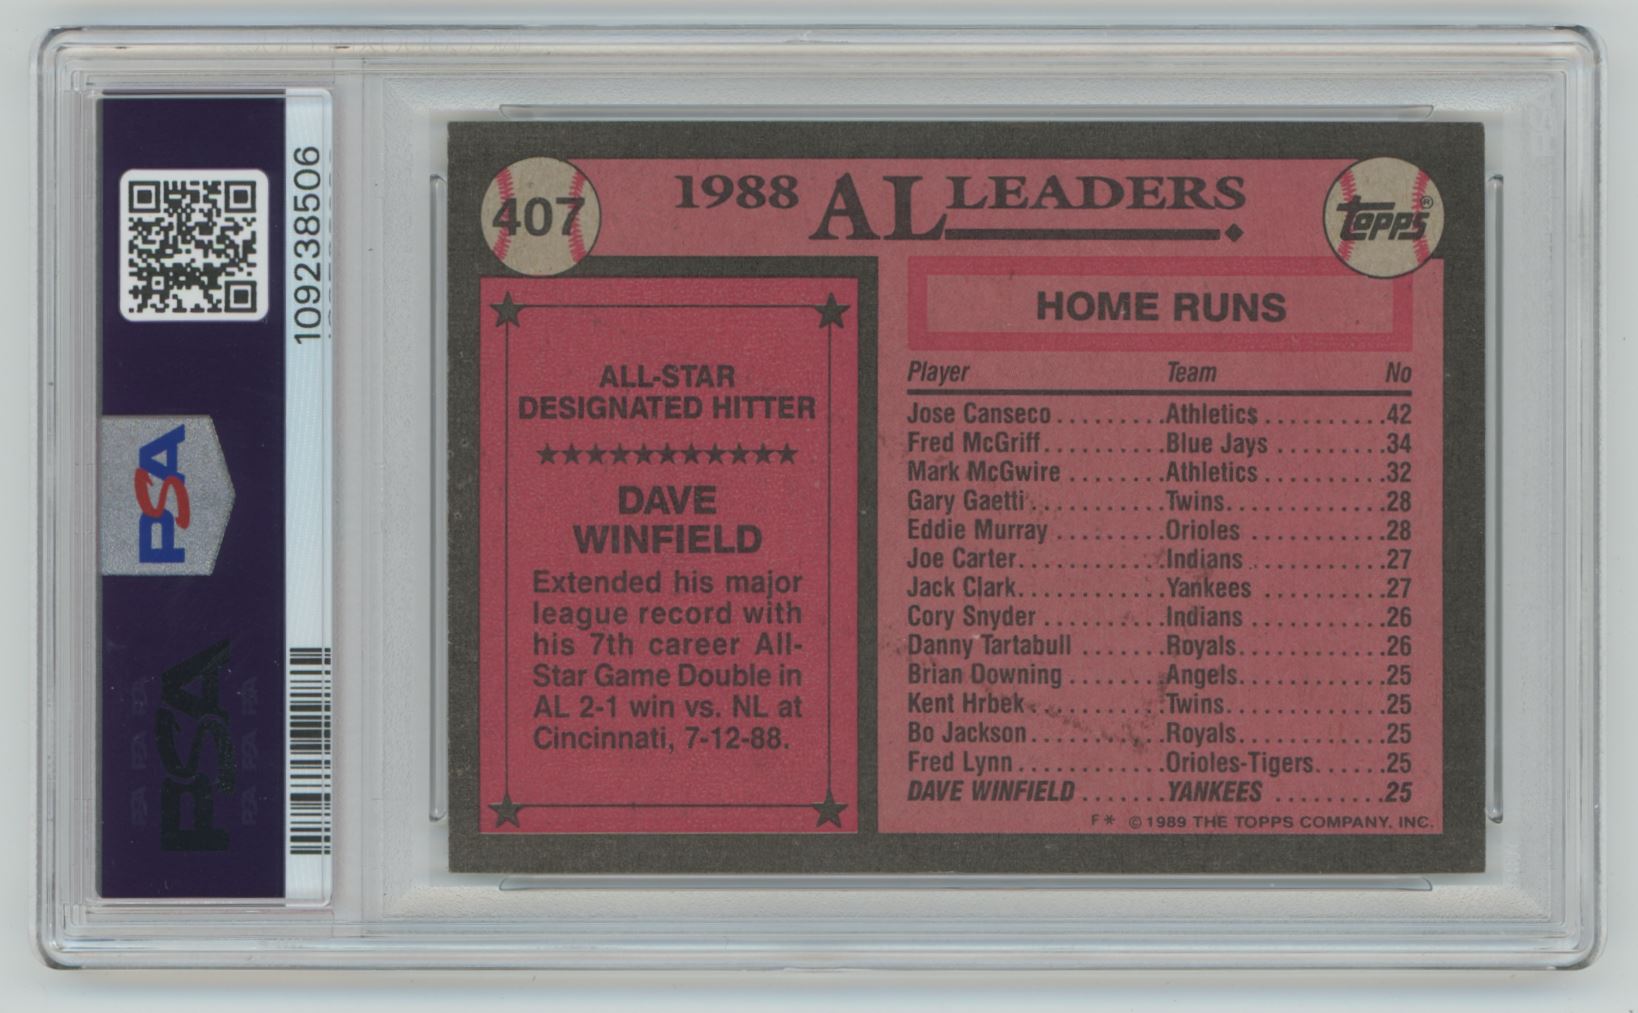 109238506
PSA
PSA
407
1988 AL LEADERS
TOPPS®
ALL-STAR
DESIGNATED HITTER
DAVE
WINFIELD
Extended his major
league record with
his 7th career All-
Star Game Double in
AL 2-1 win vs. NL at
Cincinnati, 7-12-88.
HOME RUNS
Player Team No
Jose Canseco..........Athletics..........42
Fred McGriff..........Blue Jays..........34
Mark McGwire..........Athletics..........32
Gary Gaetti..........Twins..........28
Eddie Murray..........Orioles..........28
Joe Carter..........Indians..........27
Jack Clark..........Yankees..........27
Cory Snyder..........Indians..........26
Danny Tartabull..........Royals..........26
Brian Downing..........Angels..........25
Kent Hrbek..........Twins..........25
Bo Jackson..........Royals..........25
Fred Lynn..........Orioles-Tigers......25
DAVE WINFIELD.......YANKEES.........25
F* © 1989 THE TOPPS COMPANY, INC.